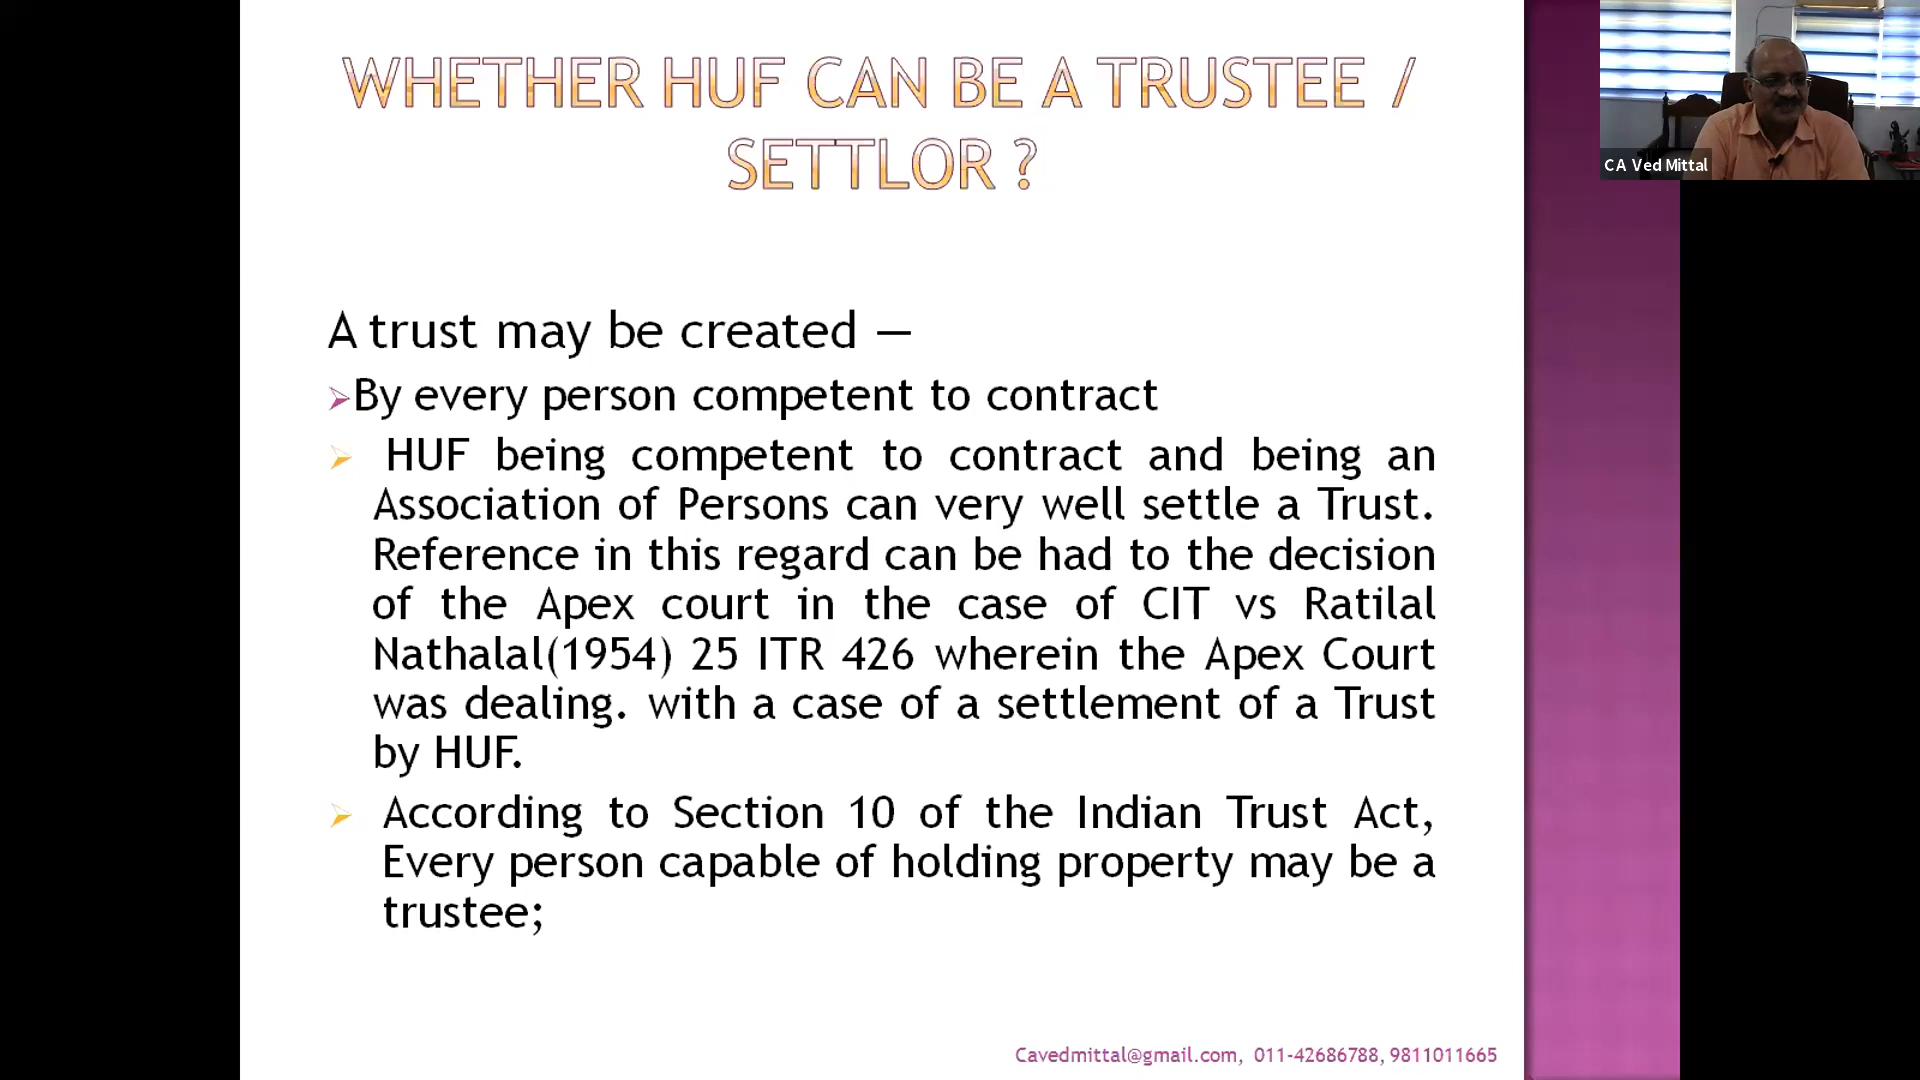 WHETHER HUF CAN BE A TRUSTEE /
SETTLOR ?
CA Ved Mittal
A trust may be created —
➢By every person competent to contract
➢ HUF being competent to contract and being an
Association of Persons can very well settle a Trust.
Reference in this regard can be had to the decision
of the Apex court in the case of CIT vs Ratilal
Nathalal(1954) 25 ITR 426 wherein the Apex Court
was dealing. with a case of a settlement of a Trust
by HUF.
➢ According to Section 10 of the Indian Trust Act,
Every person capable of holding property may be a
trustee;
Cavedmittal@gmail.com, 011-42686788, 9811011665